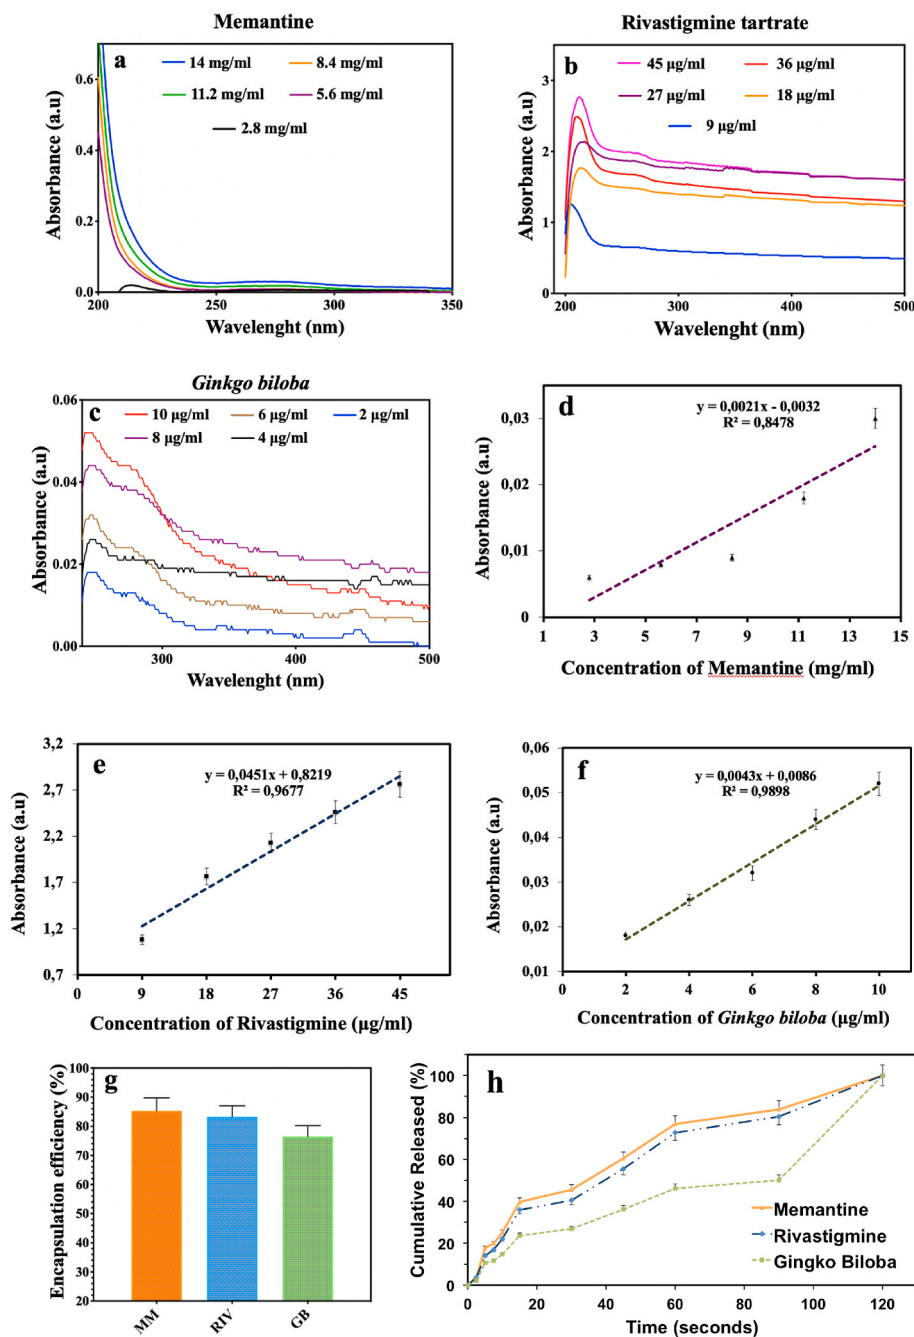 Memantine
a
14 mg/ml
8.4 mg/ml
11.2 mg/ml
5.6 mg/ml
2.8 mg/ml
Absorbance (a.u)
0.6
0.4
0.2
0.0
200
250
300
350
Wavelenght (nm)
Rivastigmine tartrate
b
45 µg/ml
36 µg/ml
27 µg/ml
18 µg/ml
9 µg/ml
Absorbance (a.u)
3
2
1
0
200
300
400
500
Wavelenght (nm)
Ginkgo biloba
c
10 µg/ml
6 µg/ml
2 µg/ml
8 µg/ml
4 µg/ml
Absorbance (a.u)
0.06
0.04
0.02
0.00
300
400
500
Wavelenght (nm)
d
y = 0,0021x - 0,0032
R² = 0,8478
Absorbance (a.u)
0,03
0,02
0,01
0
1
3
5
7
9
11
13
15
Concentration of Memantine (mg/ml)
e
y = 0,0451x + 0,8219
R² = 0,9677
Absorbance (a.u)
3,2
2,7
2,2
1,7
1,2
0,7
0
9
18
27
36
45
Concentration of Rivastigmine (µg/ml)
f
y = 0,0043x + 0,0086
R² = 0,9898
Absorbance (a.u)
0,06
0,05
0,04
0,03
0,02
0,01
0
2
4
6
8
10
Concentration of Ginkgo biloba (µg/ml)
g
Encapsulation efficiency (%)
100
90
80
70
60
50
40
30
20
MM
RIV
GB
h
Cumulative Released (%)
100
80
60
40
20
0
Memantine
Rivastigmine
Gingko Biloba
0
20
40
60
80
100
120
Time (seconds)